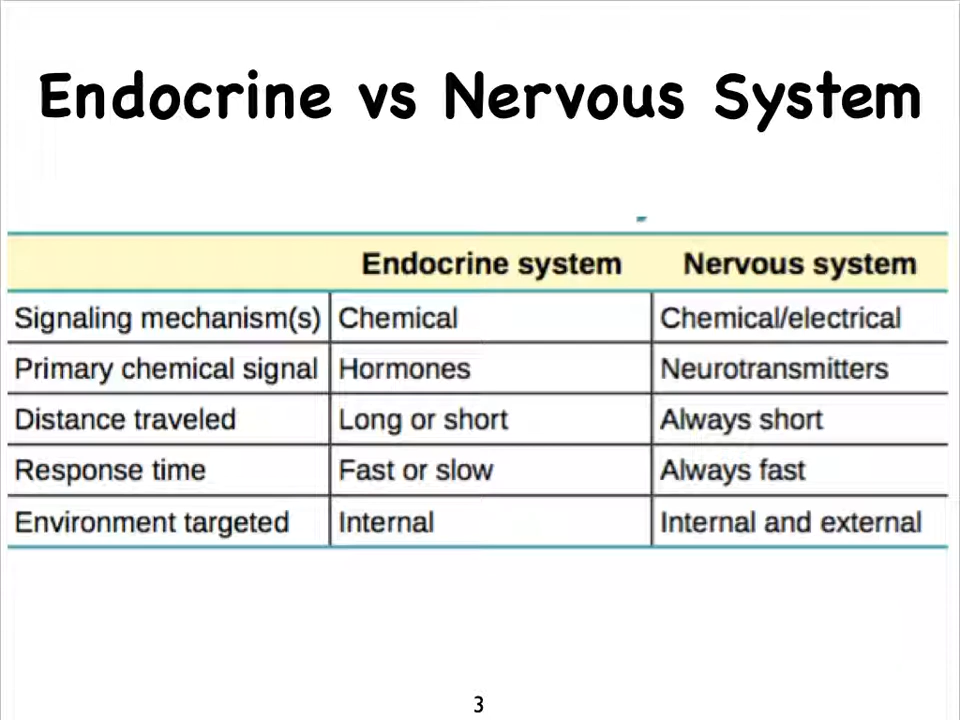 Endocrine vs Nervous System
Endocrine system Nervous system
Signaling mechanism(s) Chemical Chemical/electrical
Primary chemical signal Hormones Neurotransmitters
Distance traveled Long or short Always short
Response time Fast or slow Always fast
Environment targeted Internal Internal and external
3